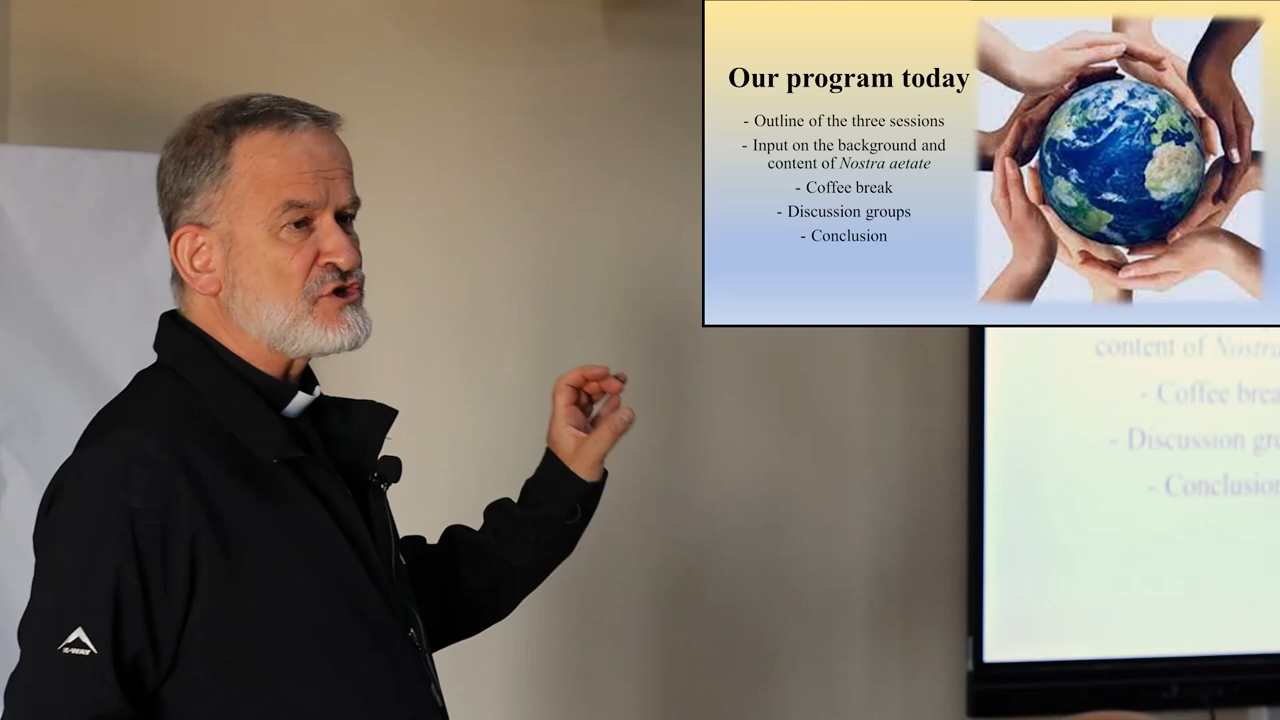 Our program today
- Outline of the three sessions
- Input on the background and
content of Nostra aetate
- Coffee break
- Discussion groups
- Conclusion
content of Nostra
- Coffee brea
- Discussion gro
- Conclusion